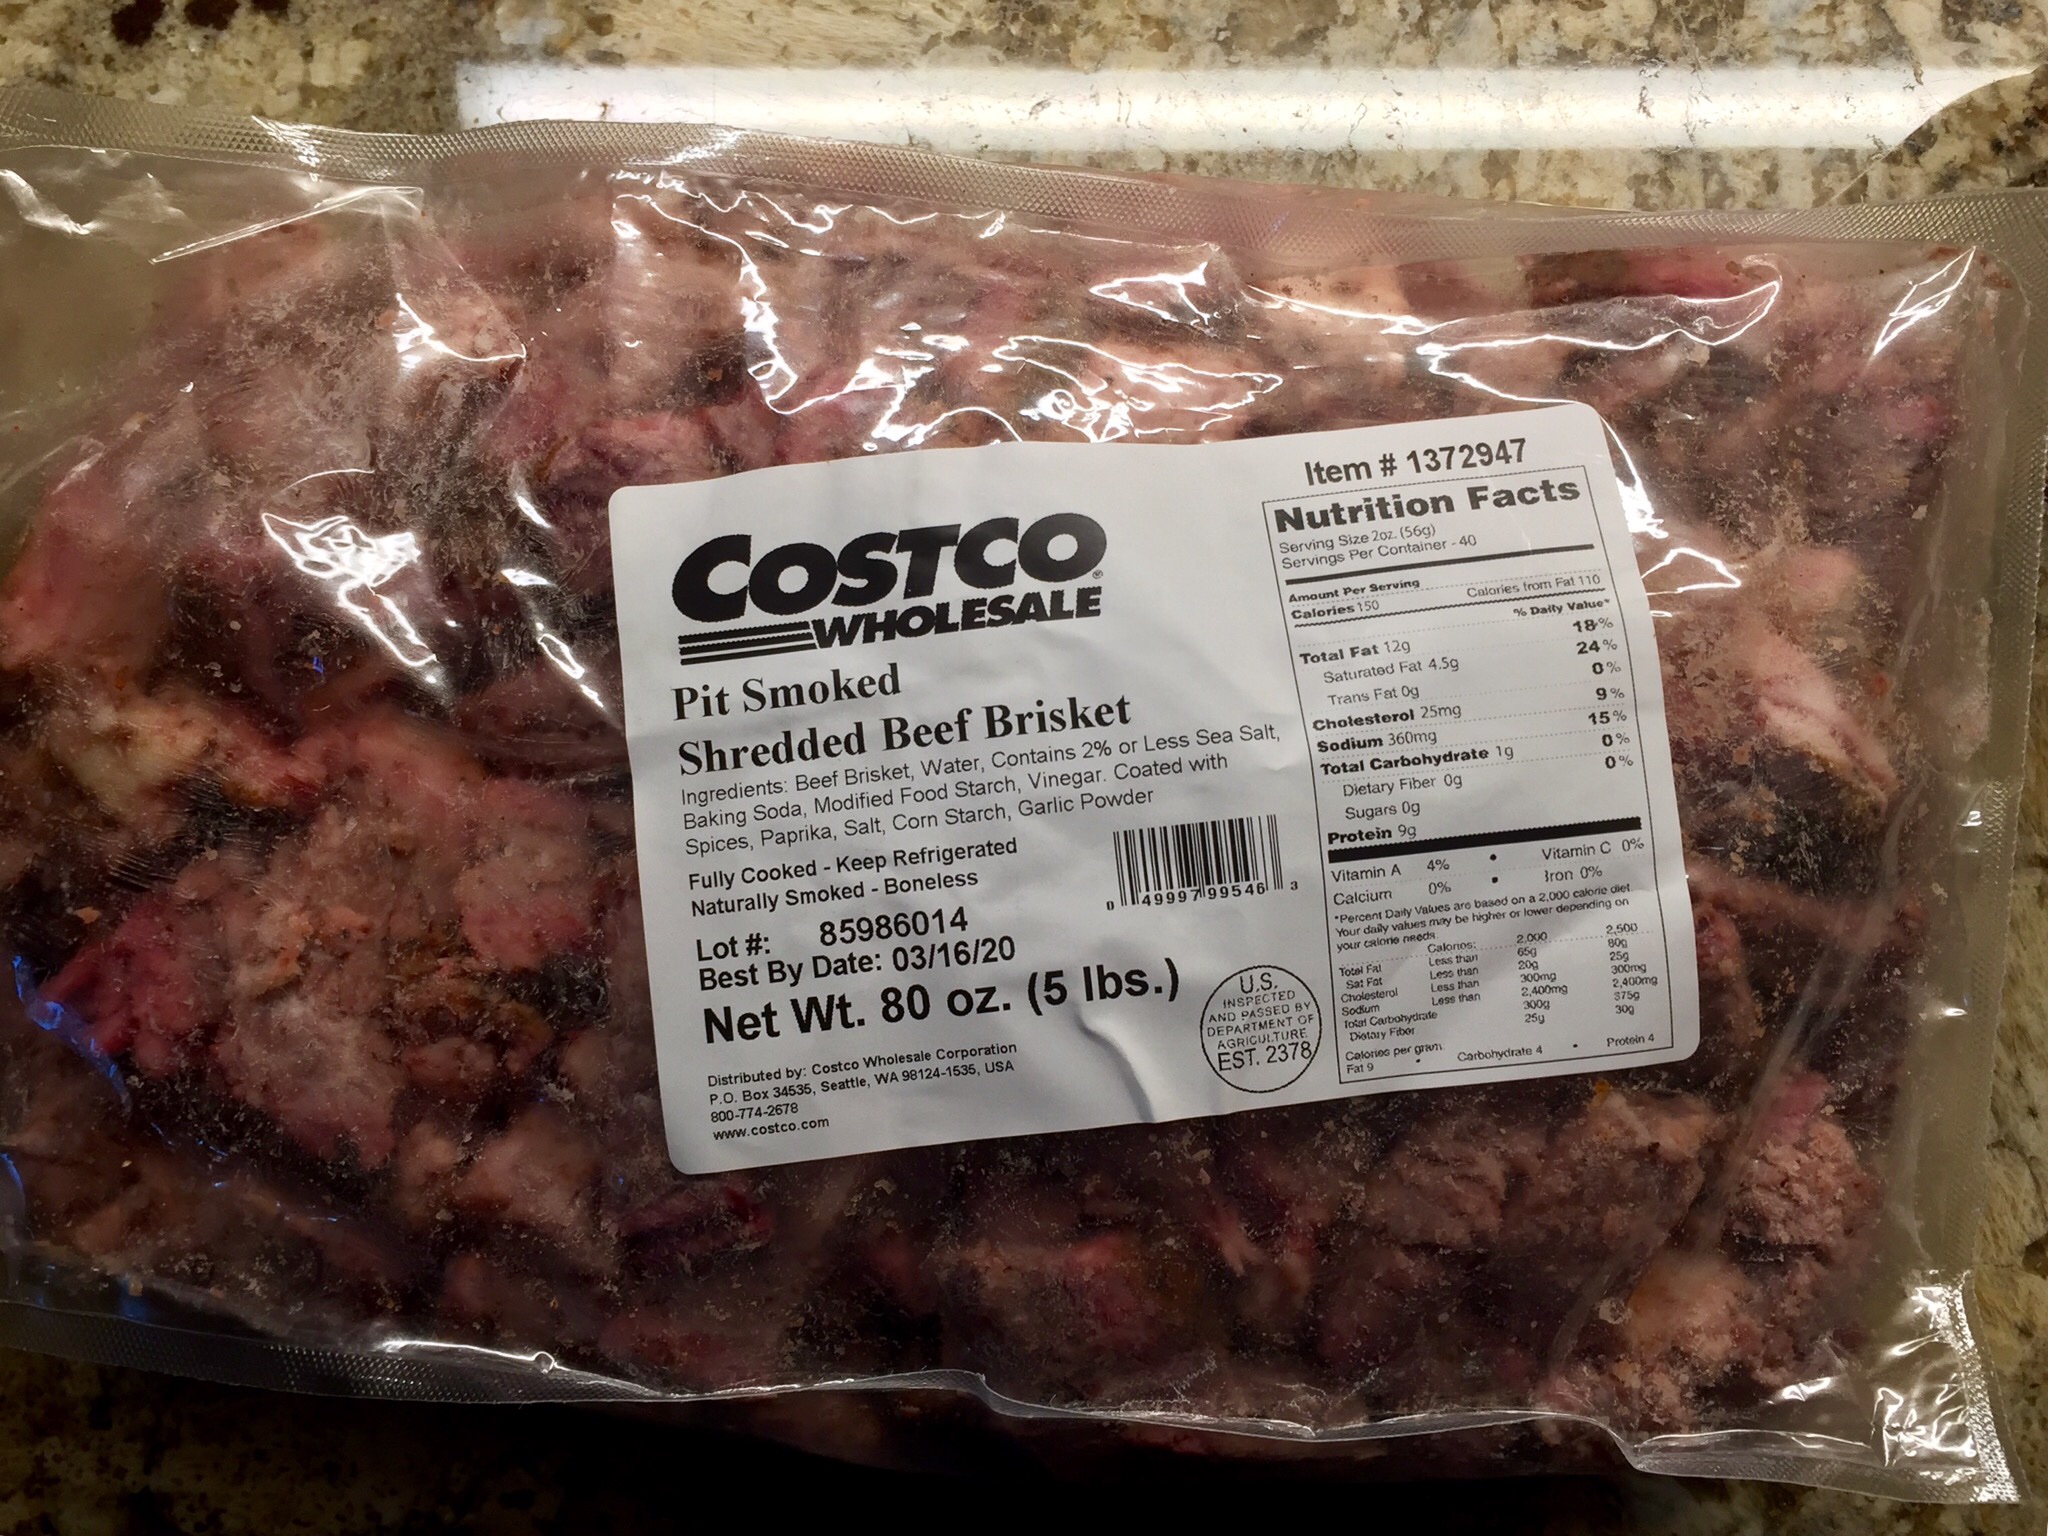 COSTCO
WHOLESALE
Pit Smoked
Shredded Beef Brisket
Ingredients: Beef Brisket, Water, Contains 2% or Less Sea Salt,
Baking Soda, Modified Food Starch, Vinegar. Coated with
Spices, Paprika, Salt, Corn Starch, Garlic Powder
Fully Cooked - Keep Refrigerated
Naturally Smoked - Boneless
Lot #: 85986014
Best By Date: 03/16/20
Net Wt. 80 oz. (5 lbs.)
Distributed by: Costco Wholesale Corporation
P.O. Box 34535, Seattle, WA 98124-1535, USA
800-774-2678
www.costco.com
0 49997 99546 3
U.S.
INSPECTED
AND PASSED BY
DEPARTMENT OF
AGRICULTURE
EST. 2378
Item # 1372947
Nutrition Facts
Serving Size 2oz. (56g)
Servings Per Container - 40
Amount Per Serving
Calories 150 Calories from Fat 110
% Daily Value*
Total Fat 12g 18%
Saturated Fat 4.5g 24%
Trans Fat 0g 0%
Cholesterol 25mg 9%
Sodium 360mg 15%
Total Carbohydrate 1g 0%
Dietary Fiber 0g 0%
Sugars 0g
Protein 9g
Vitamin A 4% • Vitamin C 0%
Calcium 0% • Iron 0%
*Percent Daily Values are based on a 2,000 calorie diet.
Your daily values may be higher or lower depending on
your calorie needs.
Calories: 2,000 2,500
Total Fat Less than 65g 80g
Sat Fat Less than 20g 25g
Cholesterol Less than 300mg 300mg
Sodium Less than 2,400mg 2,400mg
Total Carbohydrate 300g 375g
Dietary Fiber 25g 30g
Calories per gram
Fat 9 • Carbohydrate 4 • Protein 4